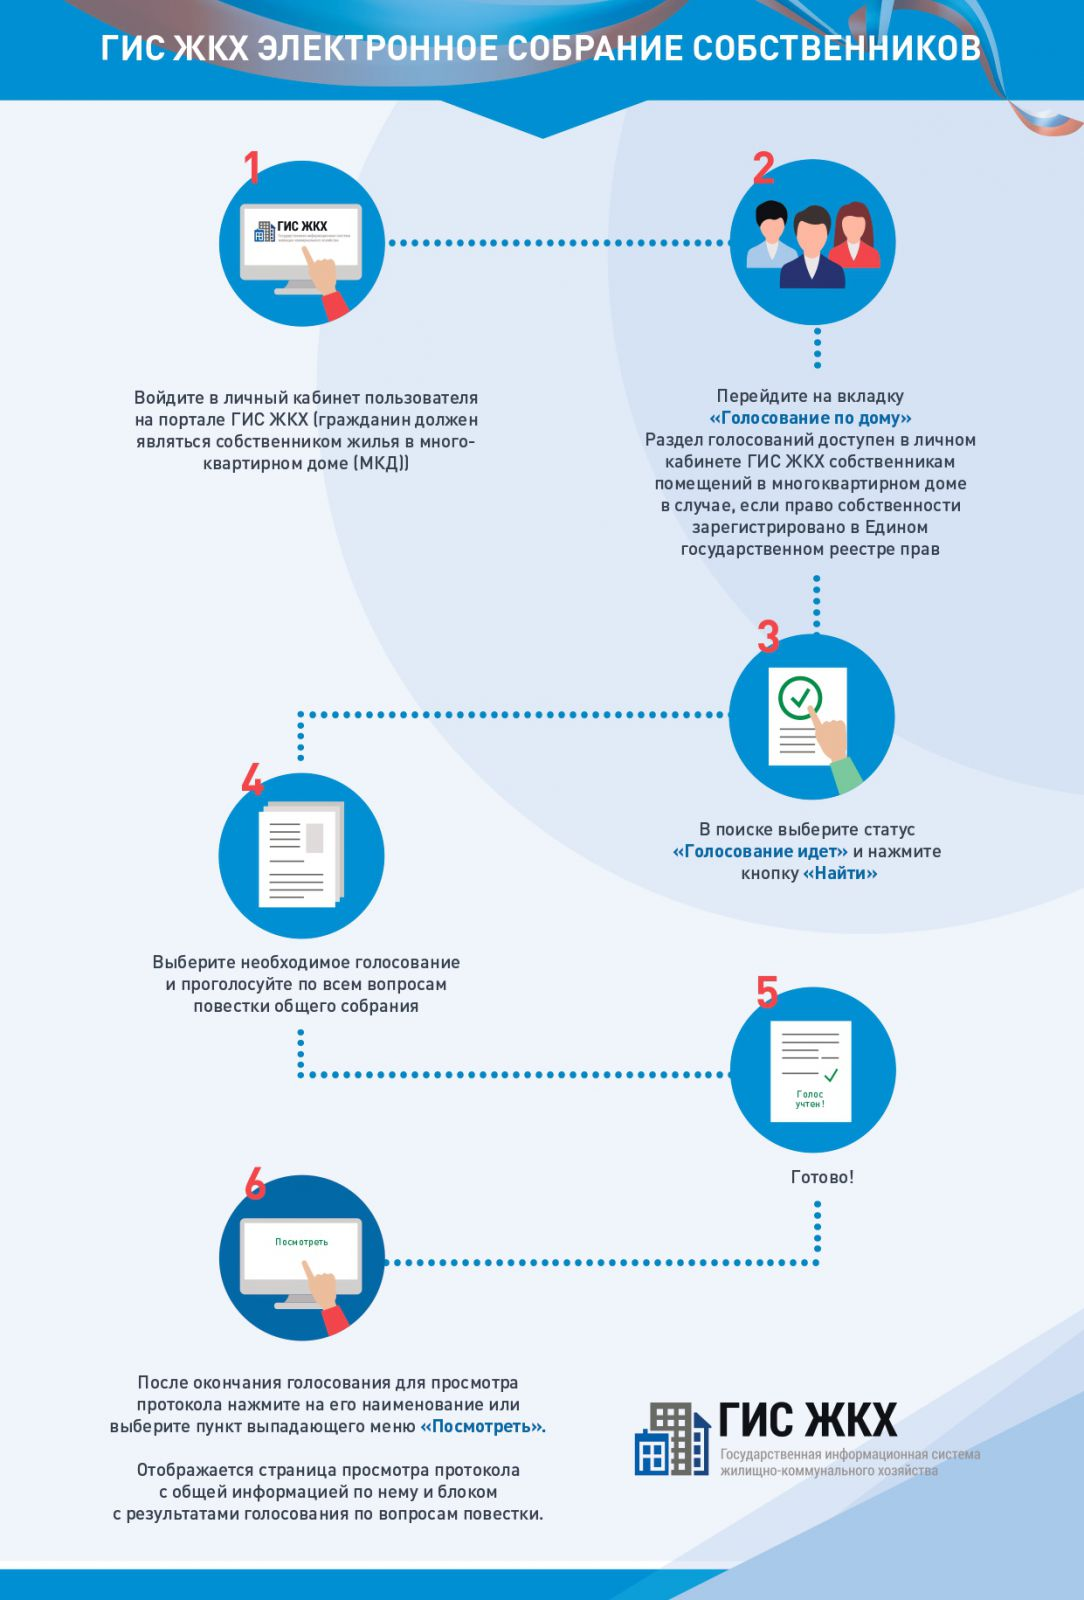 ГИС ЖКХ ЭЛЕКТРОННОЕ СОБРАНИЕ СОБСТВЕННИКОВ
1
ГИС ЖКХ
Государственная информационная система
жилищно-коммунального хозяйства
Войдите в личный кабинет пользователя
на портале ГИС ЖКХ (гражданин должен
являться собственником жилья в много-
квартирном доме (МКД))
2
Перейдите на вкладку
«Голосование по дому»
Раздел голосований доступен в личном
кабинете ГИС ЖКХ собственникам
помещений в многоквартирном доме
в случае, если право собственности
зарегистрировано в Едином
государственном реестре прав
3
В поиске выберите статус
«Голосование идет» и нажмите
кнопку «Найти»
4
Выберите необходимое голосование
и проголосуйте по всем вопросам
повестки общего собрания
5
Голос
учтен!
Готово!
6
Посмотреть
После окончания голосования для просмотра
протокола нажмите на его наименование или
выберите пункт выпадающего меню «Посмотреть».
Отображается страница просмотра протокола
с общей информацией по нему и блоком
с результатами голосования по вопросам повестки.
ГИС ЖКХ
Государственная информационная система
жилищно-коммунального хозяйства